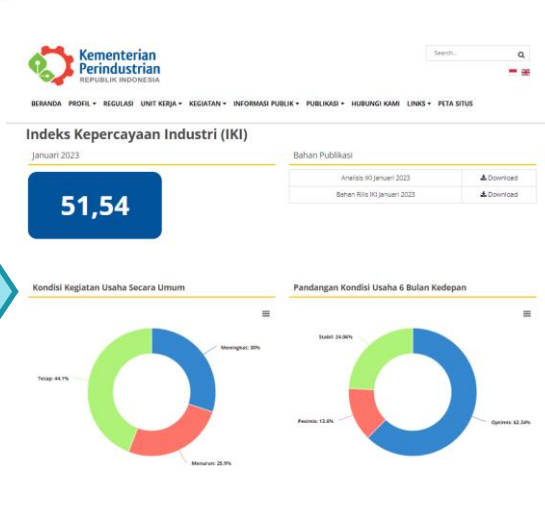 Kementerian
Perindustrian
REPUBLIK INDONESIA
Search...
BERANDA PROFIL REGULASI UNIT KERJA KEGIATAN INFORMASI PUBLIK PUBLIKASI HUBUNGI KAMI LINKS PETA SITUS
Indeks Kepercayaan Industri (IKI)
Januari 2023
51,54
Bahan Publikasi
Analisis IKI Januari 2023 Download
Bahan Rilis IKI Januari 2023 Download
Kondisi Kegiatan Usaha Secara Umum
Meningkat: 30%
Tetap: 44.1%
Menurun: 25.9%
Pandangan Kondisi Usaha 6 Bulan Kedepan
Stabil: 24.06%
Pesimis: 13.6%
Optimis: 62.34%